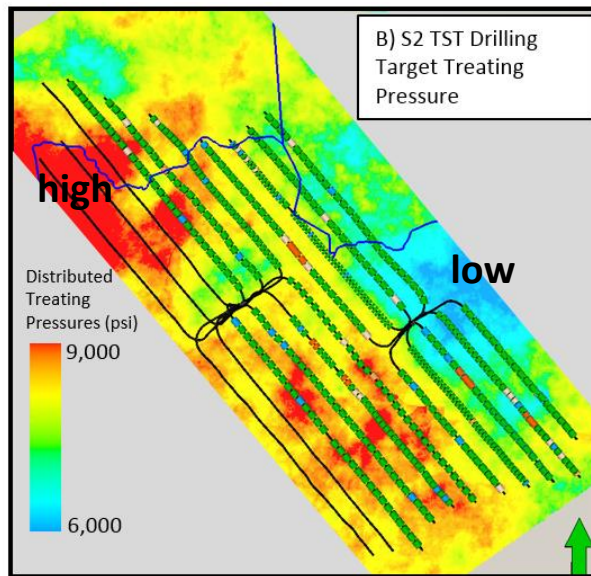 B) S2 TST Drilling
Target Treating
Pressure
high
low
Distributed
Treating
Pressures (psi)
9,000
6,000